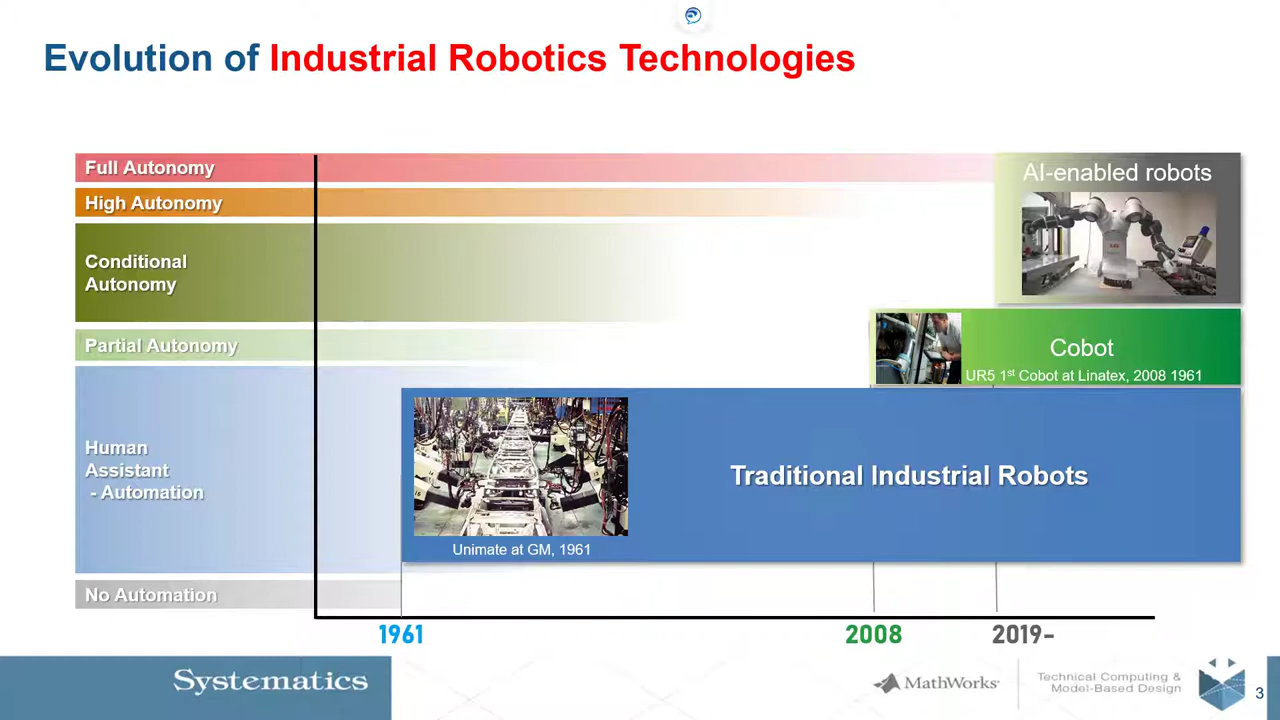 Evolution of Industrial Robotics Technologies
Full Autonomy
High Autonomy
Conditional
Autonomy
Partial Autonomy
Human
Assistant
- Automation
No Automation
AI-enabled robots
Cobot
UR5 1st Cobot at Linatex, 2008 1961
Traditional Industrial Robots
Unimate at GM, 1961
1961
2008
2019-
Systematics
MathWorks
Technical Computing &
Model-Based Design
3